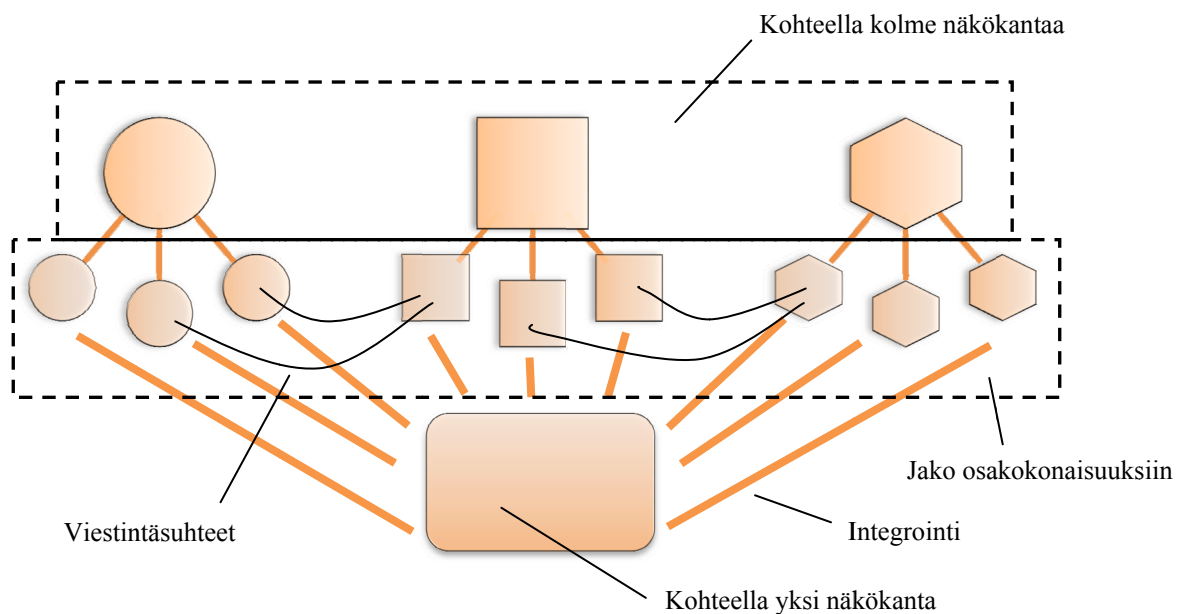 Kohteella kolme näkökantaa
Jako osakokonaisuuksiin
Viestintäsuhteet
Integrointi
Kohteella yksi näkökanta